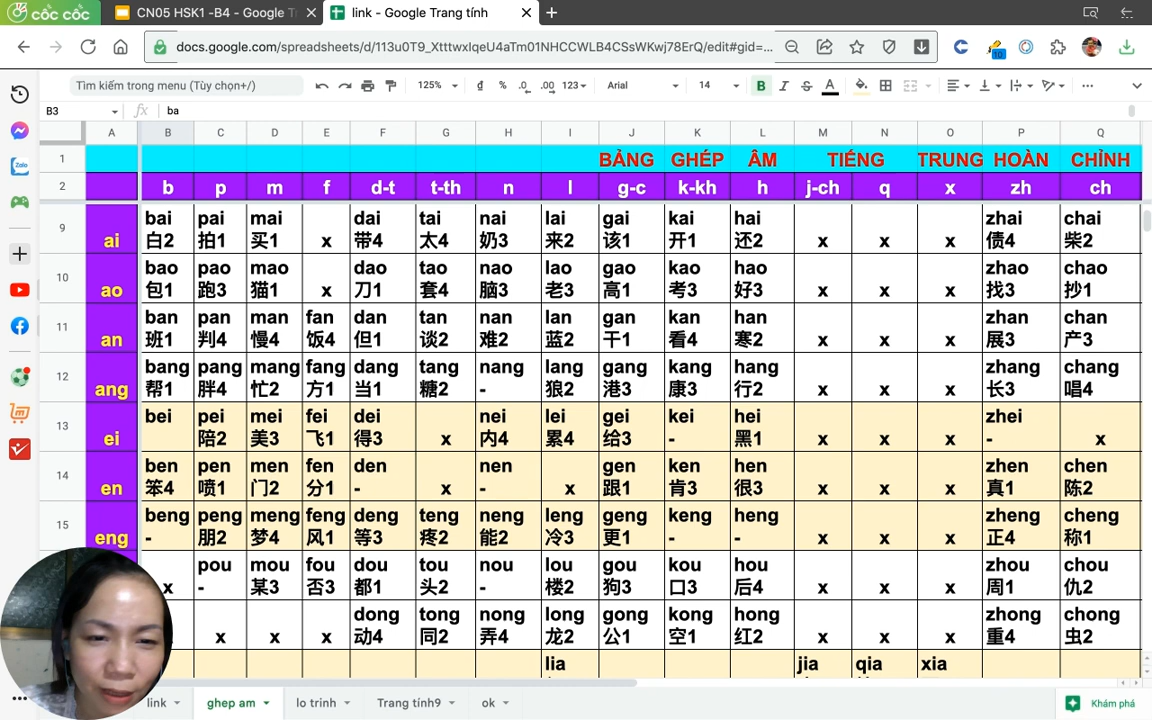 cốc cốc
CN05 HSK1 -B4 - Google T
link - Google Trang tính
docs.google.com/spreadsheets/d/113u0T9_XtttwxIqeU4aTm01NHCCWLB4CSsWKwj78ErQ/edit#gid=...
Tìm kiếm trong menu (Tùy chọn+/)
125%
đ
%
.0
.00
123
Arial
14
B
I
S
A
B3
fx
ba
A B C D E F G H I J K L M N O P Q
1 BẢNG GHÉP ÂM TIẾNG TRUNG HOÀN CHỈNH
2 b p m f d-t t-th n l g-c k-kh h j-ch q x zh ch
9 ai
bai pai mai dai tai nai lai gai kai hai zhai chai
白2 拍1 买1 x 带4 太4 奶3 来2 该1 开1 还2 x x x 债4 柴2
10 ao
bao pao mao dao tao nao lao gao kao hao zhao chao
包1 跑3 猫1 x 刀1 套4 脑3 老3 高1 考3 好3 x x x 找3 抄1
11 an
ban pan man fan dan tan nan lan gan kan han zhan chan
班1 判4 慢4 饭4 但1 谈2 难2 蓝2 干1 看4 寒2 x x x 展3 产3
12 ang
bang pang mang fang dang tang nang lang gang kang hang zhang chang
帮1 胖4 忙2 方1 当1 糖2 - 狼2 港3 康3 行2 x x x 长3 唱4
13 ei
bei pei mei fei dei nei lei gei kei hei zhei
陪2 美3 飞1 得3 x 内4 累4 给3 - 黑1 x x x - x
14 en
ben pen men fen den nen gen ken hen zhen chen
笨4 喷1 门2 分1 - x - x 跟1 肯3 很3 x x x 真1 陈2
15 eng
beng peng meng feng deng teng neng leng geng keng heng zheng cheng
- 朋2 梦4 风1 等3 疼2 能2 冷3 更1 - - x x x 正4 称1
pou mou fou dou tou nou lou gou kou hou zhou chou
x - 某3 否3 都1 头2 - 楼2 狗3 口3 后4 x x x 周1 仇2
dong tong nong long gong kong hong zhong chong
x x x 动4 同2 弄4 龙2 公1 空1 红2 x x x 重4 虫2
lia jia qia xia
link
ghep am
lo trinh
Trang tính9
ok
Khám phá
Zalo
10